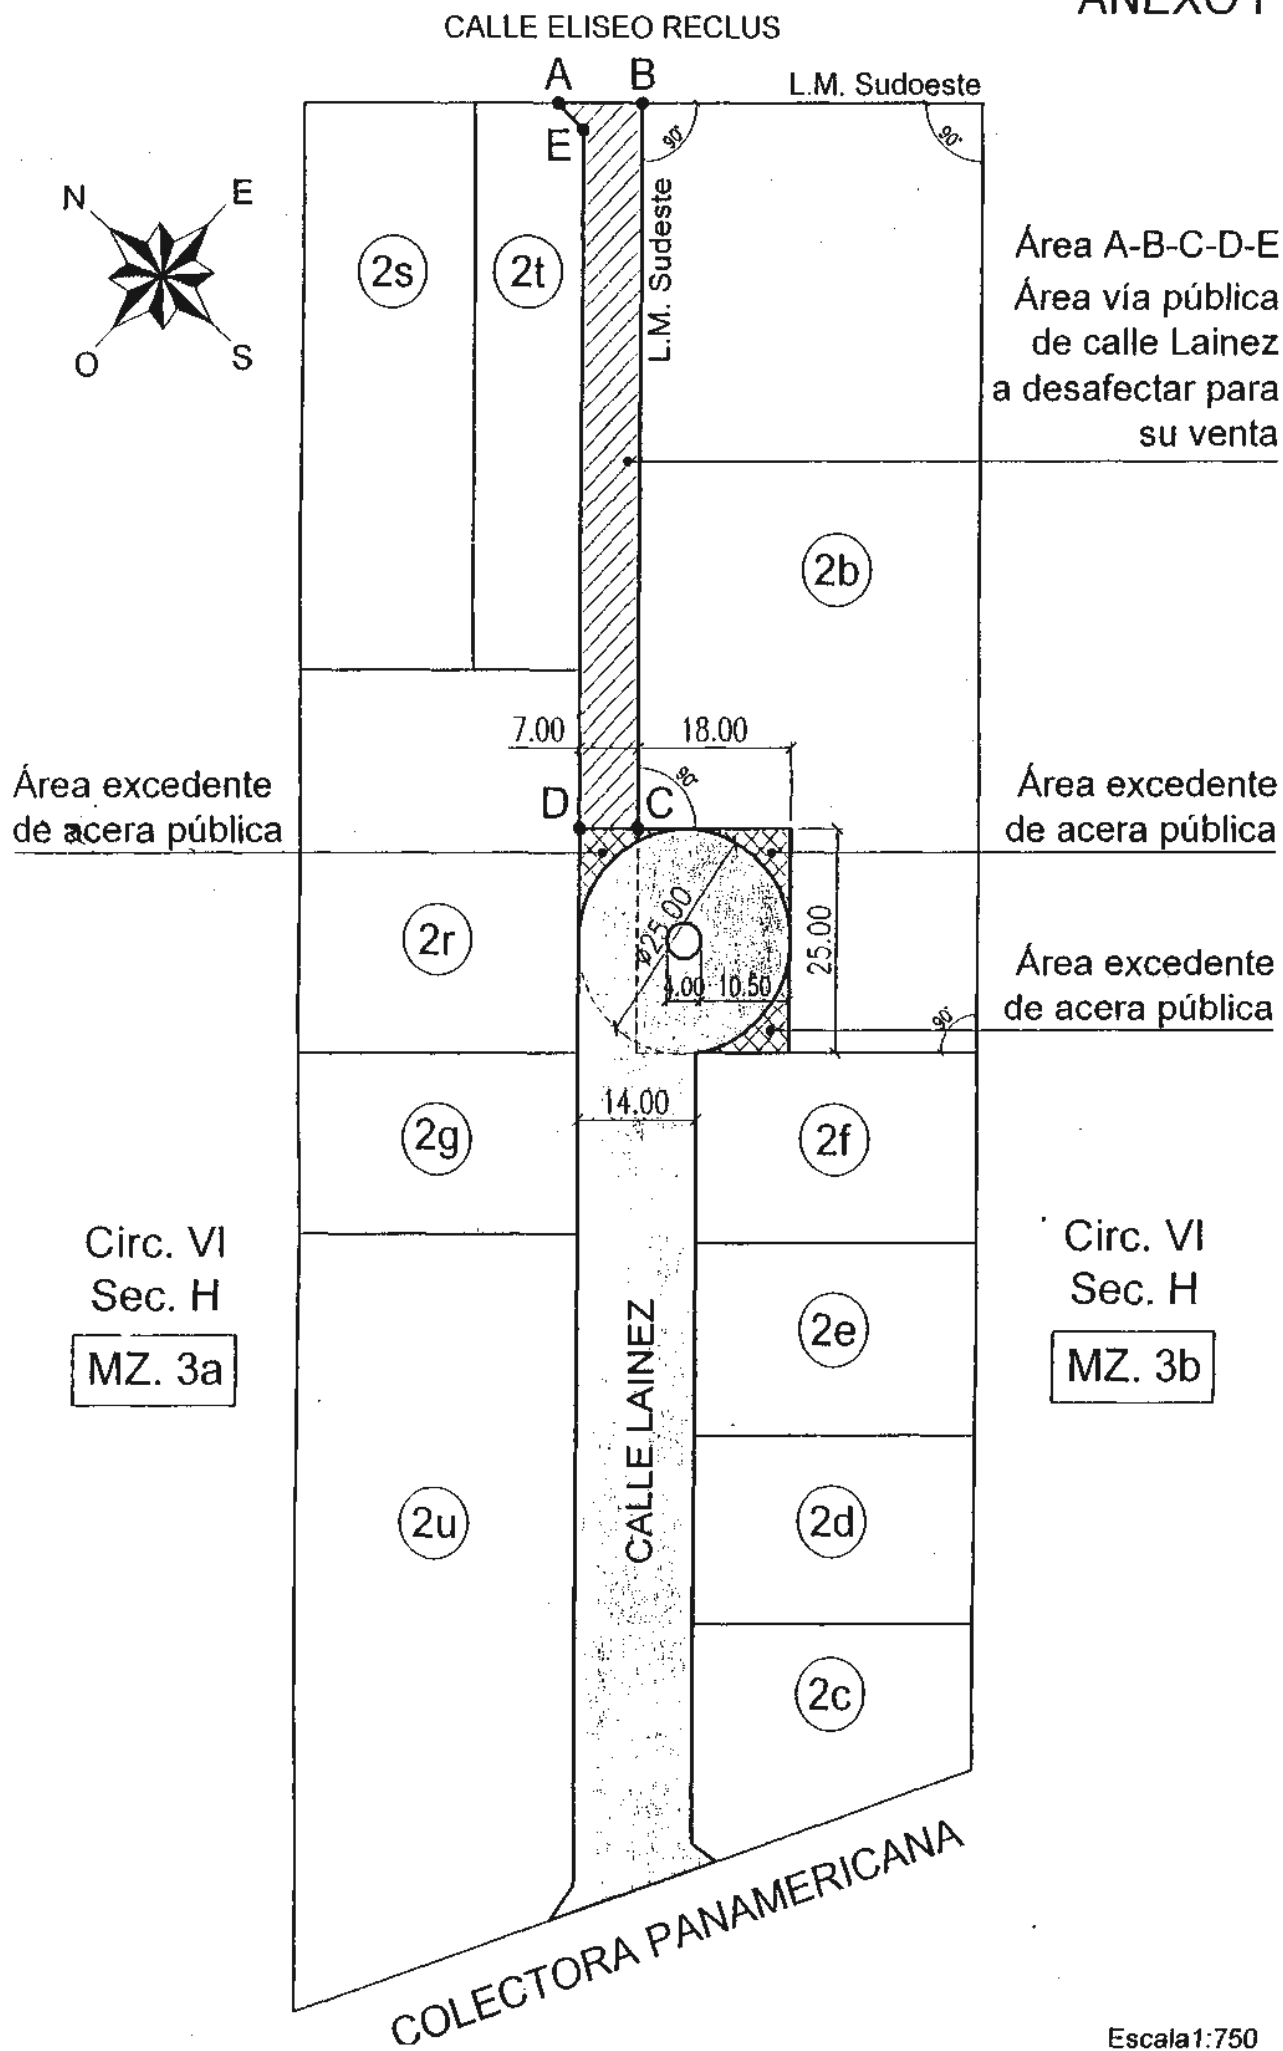 ANEXO I
CALLE ELISEO RECLUS
A
B
L.M. Sudoeste
E
90°
90°
N
E
O
S
2s
2t
L.M. Sudeste
Área A-B-C-D-E
Área vía pública
de calle Lainez
a desafectar para
su venta
2b
7.00
18.00
90°
Área excedente
de acera pública
D
C
Área excedente
de acera pública
2r
ø25.00
25.00
4.00
10.50
Área excedente
de acera pública
90°
14.00
2g
2f
Circ. VI
Sec. H
MZ. 3a
CALLE LAINEZ
2e
Circ. VI
Sec. H
MZ. 3b
2u
2d
2c
COLECTORA PANAMERICANA
Escala1:750